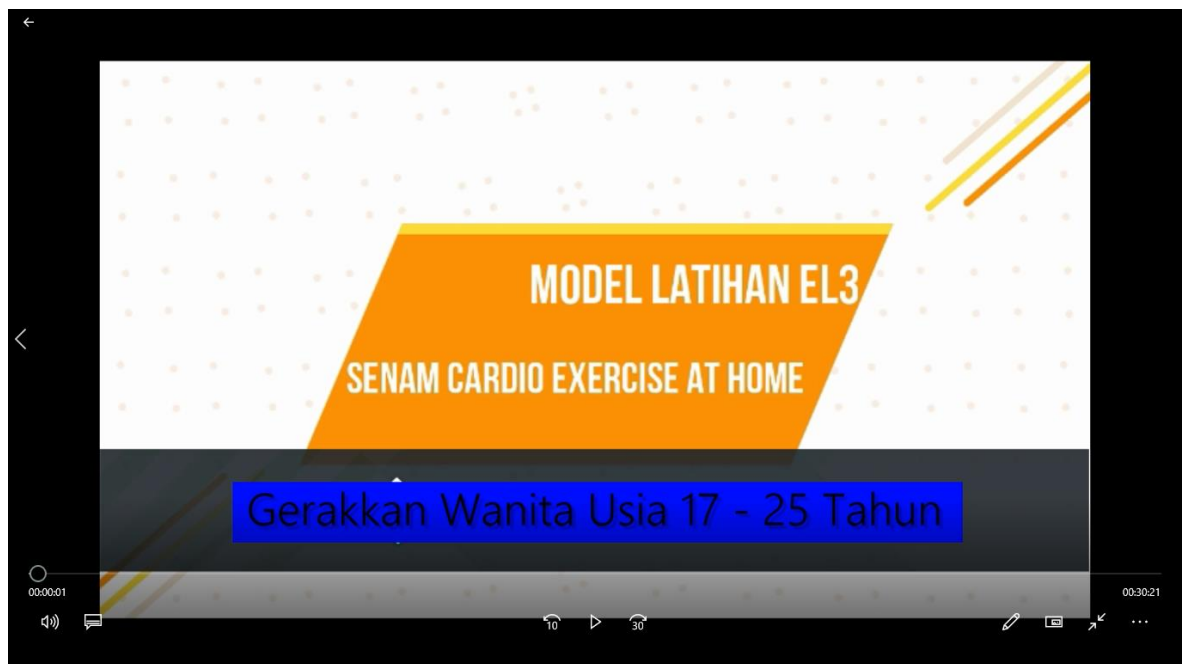 MODEL LATIHAN EL3
SENAM CARDIO EXERCISE AT HOME
Gerakkan Wanita Usia 17 - 25 Tahun
00:00:01
00:30:21
10
30